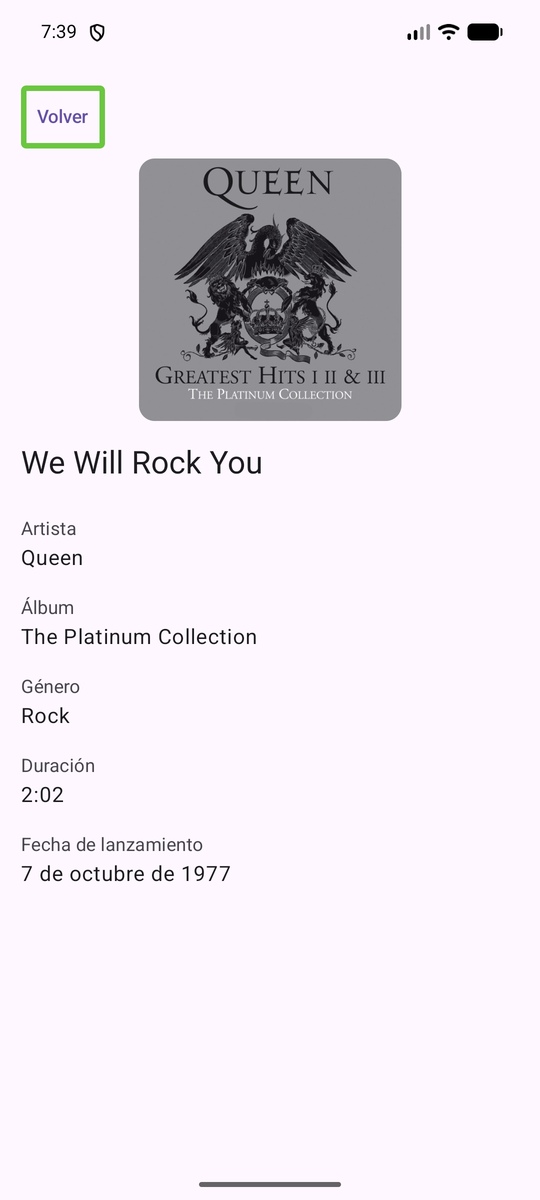 7:39
Volver
QUEEN
GREATEST HITS I II & III
THE PLATINUM COLLECTION
We Will Rock You
Artista
Queen
Álbum
The Platinum Collection
Género
Rock
Duración
2:02
Fecha de lanzamiento
7 de octubre de 1977